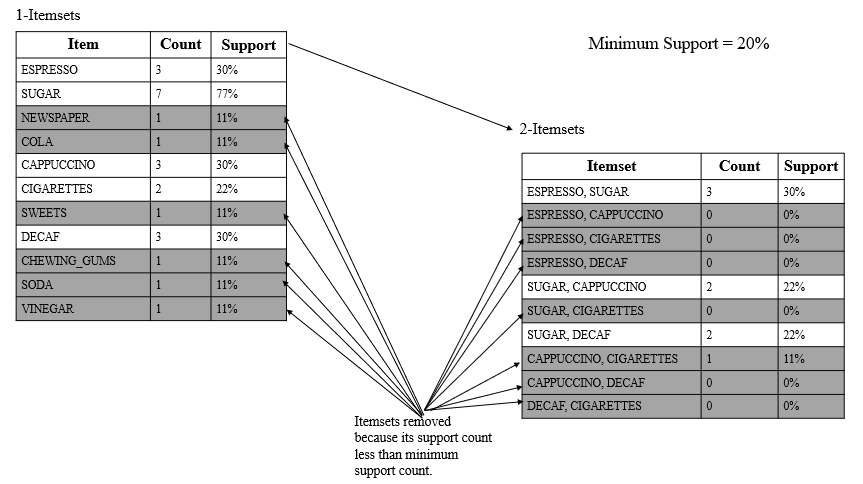 1-Itemsets
Item Count Support
ESPRESSO 3 30%
SUGAR 7 77%
NEWSPAPER 1 11%
COLA 1 11%
CAPPUCCINO 3 30%
CIGARETTES 2 22%
SWEETS 1 11%
DECAF 3 30%
CHEWING_GUMS 1 11%
SODA 1 11%
VINEGAR 1 11%
Minimum Support = 20%
2-Itemsets
Itemset Count Support
ESPRESSO, SUGAR 3 30%
ESPRESSO, CAPPUCCINO 0 0%
ESPRESSO, CIGARETTES 0 0%
ESPRESSO, DECAF 0 0%
SUGAR, CAPPUCCINO 2 22%
SUGAR, CIGARETTES 0 0%
SUGAR, DECAF 2 22%
CAPPUCCINO, CIGARETTES 1 11%
CAPPUCCINO, DECAF 0 0%
DECAF, CIGARETTES 0 0%
Itemsets removed
because its support count
less than minimum
support count.